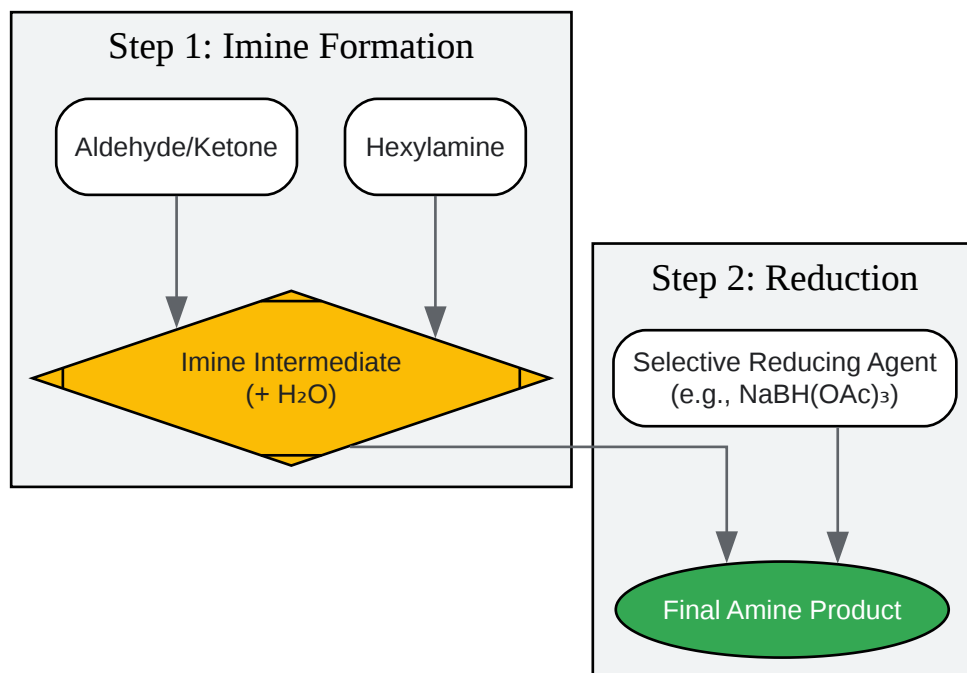 Step 1: Imine Formation
Aldehyde/Ketone
Hexylamine
Imine Intermediate
(+ H₂O)
Step 2: Reduction
Selective Reducing Agent
(e.g., NaBH(OAc)₃)
Final Amine Product